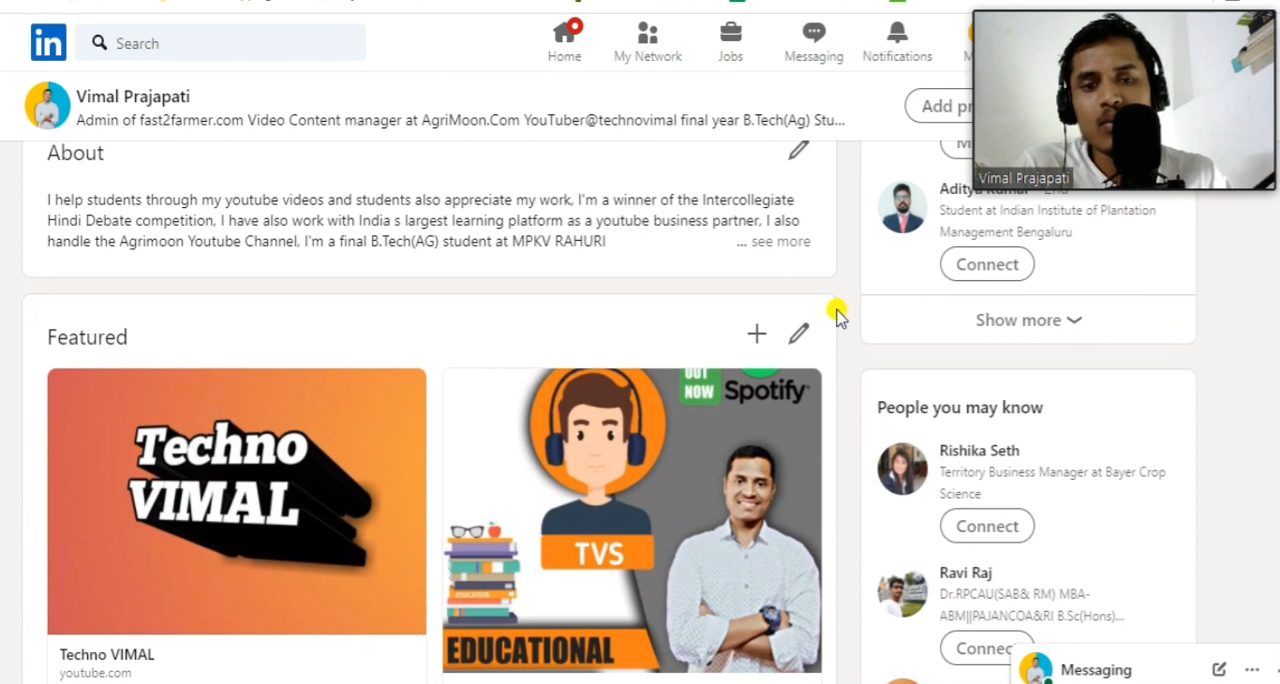 in
Search
Home
My Network
Jobs
Messaging
Notifications
Vimal Prajapati
Vimal Prajapati
Admin of fast2farmer.com Video Content manager at AgriMoon.Com YouTuber@technovimal final year B.Tech(Ag) Stu...
Add
About
I help students through my youtube videos and students also appreciate my work, I'm a winner of the Intercollegiate
Hindi Debate competition, I have also work with India s largest learning platform as a youtube business partner, I also
handle the Agrimoon Youtube Channel, I'm a final B.Tech(AG) student at MPKV RAHURI
... see more
Featured
Techno
VIMAL
Techno VIMAL
youtube.com
OUT
NOW
Spotify
TVS
EDUCATION
EDUCATIONAL
Aditya Kumar
Student at Indian Institute of Plantation
Management Bengaluru
Connect
Show more
People you may know
Rishika Seth
Territory Business Manager at Bayer Crop
Science
Connect
Ravi Raj
Dr.RPCAU(SAB& RM) MBA-
ABM||PAJANCOA&RI B.Sc(Hons)...
Connect
Messaging